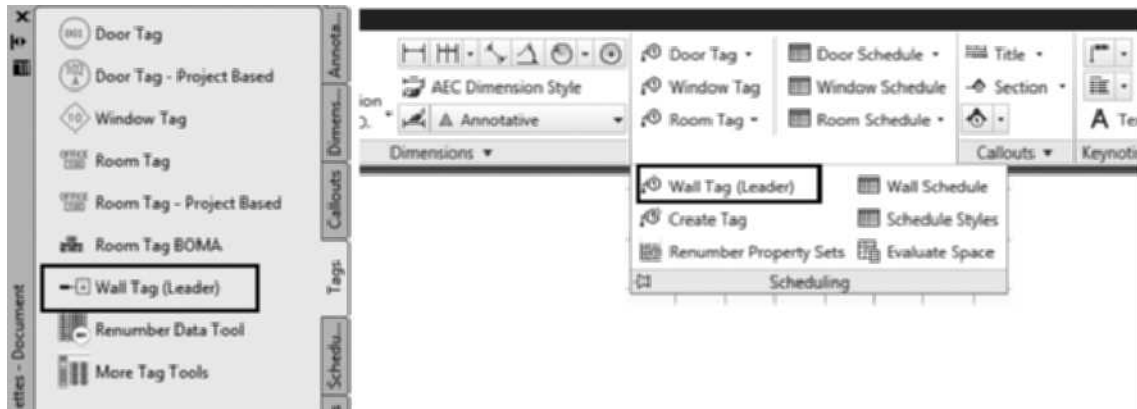 Door Tag
Door Tag - Project Based
Window Tag
Room Tag
Room Tag - Project Based
Room Tag BOMA
Wall Tag (Leader)
Renumber Data Tool
More Tag Tools
Annota...
Dimens...
Callouts
Tags
Schedu...
ettes - Document
AEC Dimension Style
Annotative
Dimensions
Door Tag
Window Tag
Room Tag
Door Schedule
Window Schedule
Room Schedule
Title
Section
Callouts
A Te
Keynoti
Wall Tag (Leader)
Create Tag
Renumber Property Sets
Wall Schedule
Schedule Styles
Evaluate Space
Scheduling